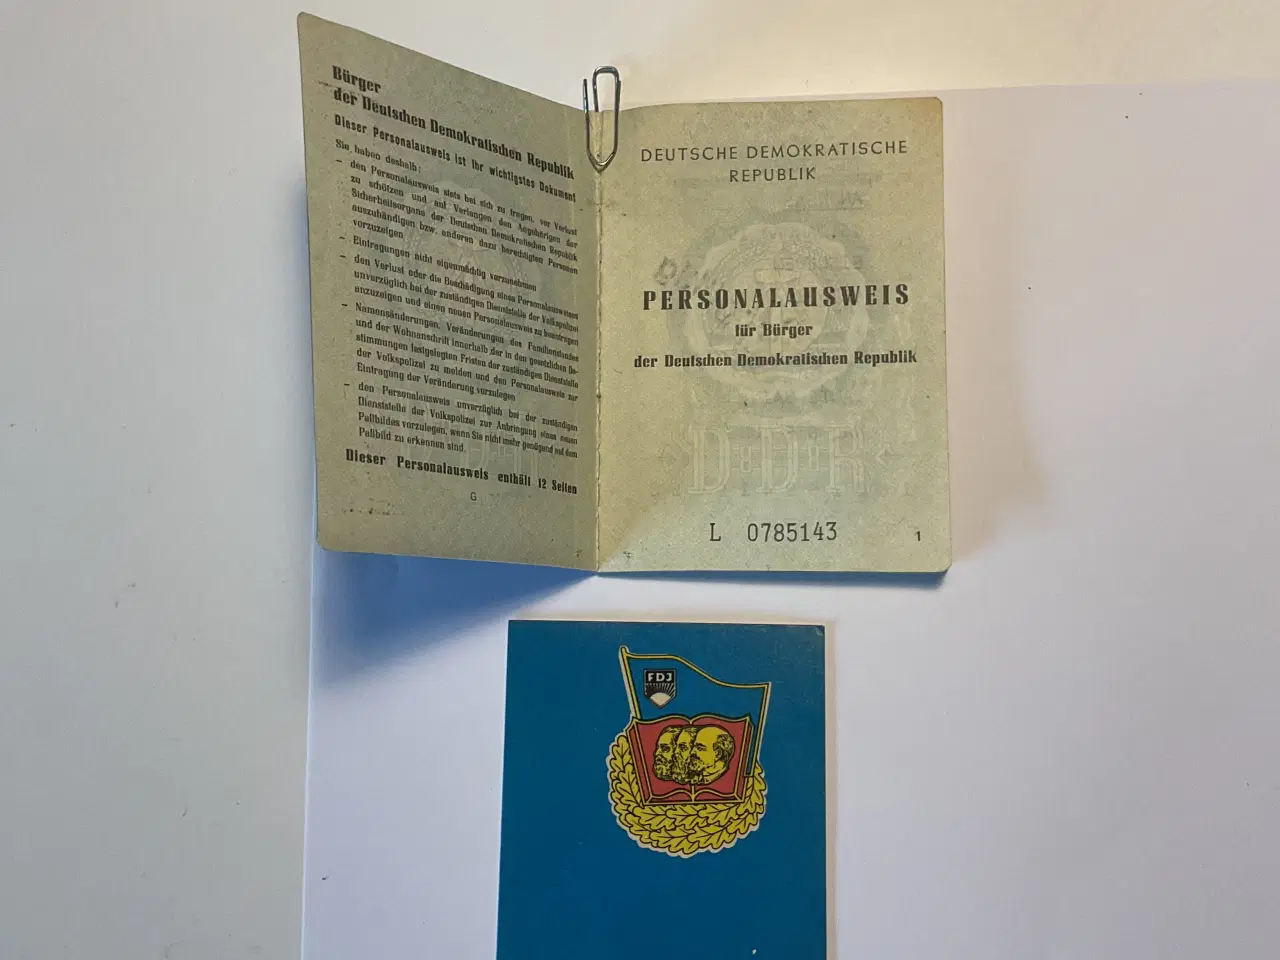 Bürger
der Deutschen Demokratischen Republik
Dieser Personalausweis ist Ihr wichtigstes Dokument
Sie haben deshalb:
– den Personalausweis stets bei sich zu tragen, vor Verlust
zu schützen und auf Verlangen den Angehörigen der
Sicherheitsorgane der Deutschen Demokratischen Republik
auszuhändigen bzw. anderen dazu berechtigten Personen
vorzuzeigen
– Eintragungen nicht eigenmächtig vorzunehmen
– den Verlust oder die Beschädigung eines Personalausweises
unverzüglich bei der zuständigen Dienststelle der Volkspolizei
anzuzeigen und einen neuen Personalausweis zu beantragen
– Namensänderungen, Veränderungen des Familienstandes
und der Wohnanschrift innerhalb der in den gesetzlichen Be-
stimmungen festgelegten Fristen der zuständigen Dienststelle
der Volkspolizei zu melden und den Personalausweis zur
Eintragung der Veränderung vorzulegen
– den Personalausweis unverzüglich bei der zuständigen
Dienststelle der Volkspolizei zur Anbringung eines neuen
Paßbildes vorzulegen, wenn Sie nicht mehr genügend auf dem
Paßbild zu erkennen sind.
Dieser Personalausweis enthält 12 Seiten
G
DEUTSCHE DEMOKRATISCHE
REPUBLIK
PERSONALAUSWEIS
für Bürger
der Deutschen Demokratischen Republik
DDR
L 0785143
1
FDJ